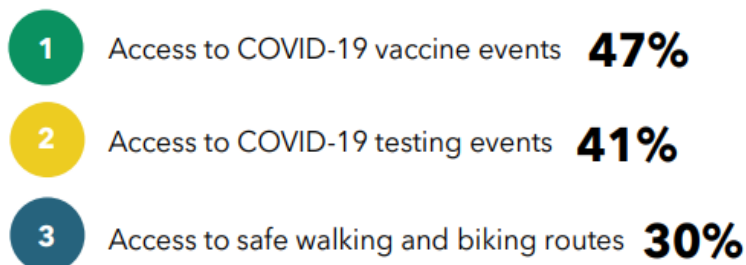 1 Access to COVID-19 vaccine events 47%
2 Access to COVID-19 testing events 41%
3 Access to safe walking and biking routes 30%